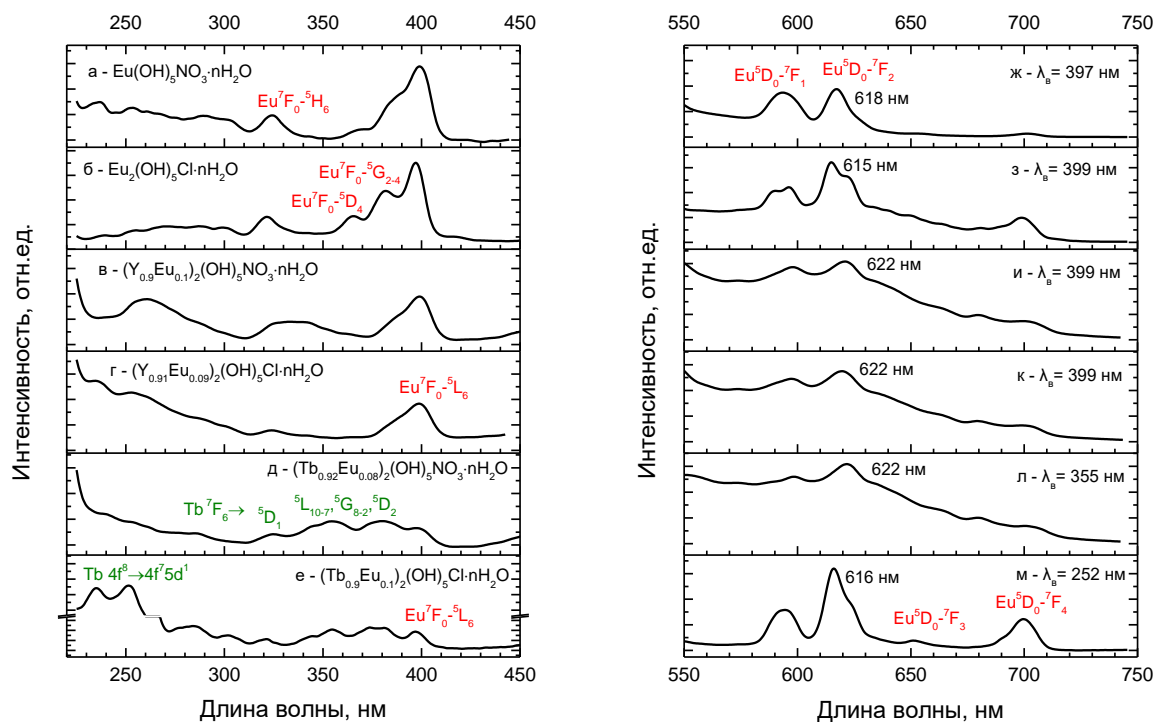 250 300 350 400 450
а - Eu(OH)₅NO₃·nH₂O
Eu⁷F₀-⁵H₆
б - Eu₂(OH)₅Cl·nH₂O
Eu⁷F₀-⁵G₂₋₄
Eu⁷F₀-⁵D₄
в - (Y₀.₉Eu₀.₁)₂(OH)₅NO₃·nH₂O
г - (Y₀.₉₁Eu₀.₀₉)₂(OH)₅Cl·nH₂O
Eu⁷F₀-⁵L₆
д - (Tb₀.₉₂Eu₀.₀₈)₂(OH)₅NO₃·nH₂O
Tb ⁷F₆→ ⁵D₁ ⁵L₁₀₋₇,⁵G₈₋₂,⁵D₂
Tb 4f⁸→4f⁷5d¹
е - (Tb₀.₉Eu₀.₁)₂(OH)₅Cl·nH₂O
Eu⁷F₀-⁵L₆
250 300 350 400 450
Длина волны, нм
Интенсивность, отн.ед.
550 600 650 700 750
Eu⁵D₀-⁷F₁
Eu⁵D₀-⁷F₂
ж - λв= 397 нм
618 нм
615 нм
з - λв= 399 нм
622 нм
и - λв= 399 нм
622 нм
к - λв= 399 нм
622 нм
л - λв= 355 нм
616 нм
м - λв= 252 нм
Eu⁵D₀-⁷F₃
Eu⁵D₀-⁷F₄
550 600 650 700 750
Длина волны, нм
Интенсивность, отн.ед.